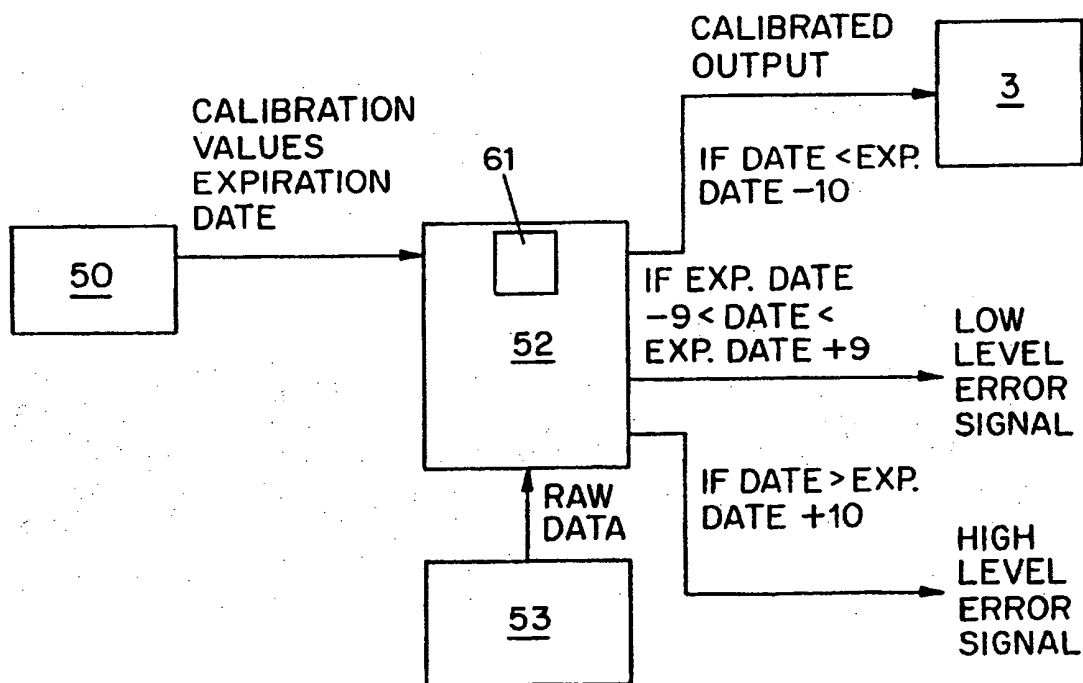 CALIBRATED
OUTPUT
3
CALIBRATION
VALUES
EXPIRATION
DATE
61
IF DATE <EXP.
DATE -10
50
52
IF EXP. DATE
-9 < DATE <
EXP. DATE +9
LOW
LEVEL
ERROR
SIGNAL
RAW
DATA
IF DATE >EXP.
DATE +10
53
HIGH
LEVEL
ERROR
SIGNAL